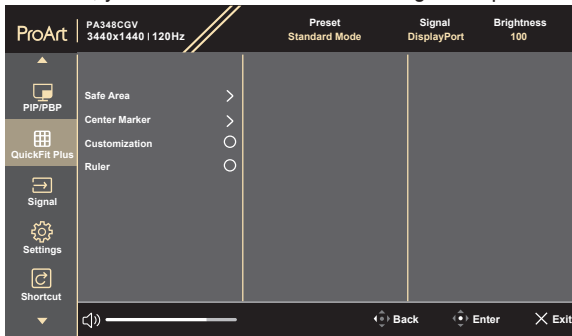 ProArt
PA348CGV
3440x1440 | 120Hz
Preset
Standard Mode
Signal
DisplayPort
Brightness
100
PIP/PBP
QuickFit Plus
Signal
Settings
Shortcut
Safe Area
Center Marker
Customization
Ruler
Back
Enter
Exit